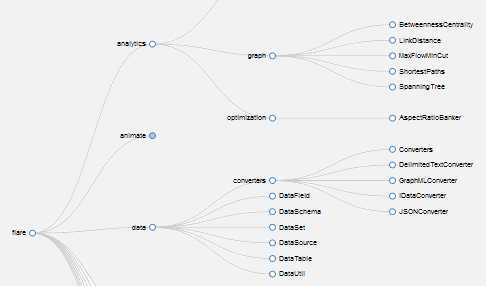 BetweennessCentrality
LinkDistance
analytics
graph
MaxFlowMinCut
ShortestPaths
SpanningTree
optimization
AspectRatioBanker
animate
Converters
DelimitedTextConverter
converters
GraphMLConverter
DataField
IDataConverter
DataSchema
JSONConverter
flare
data
DataSet
DataSource
DataTable
DataUtil